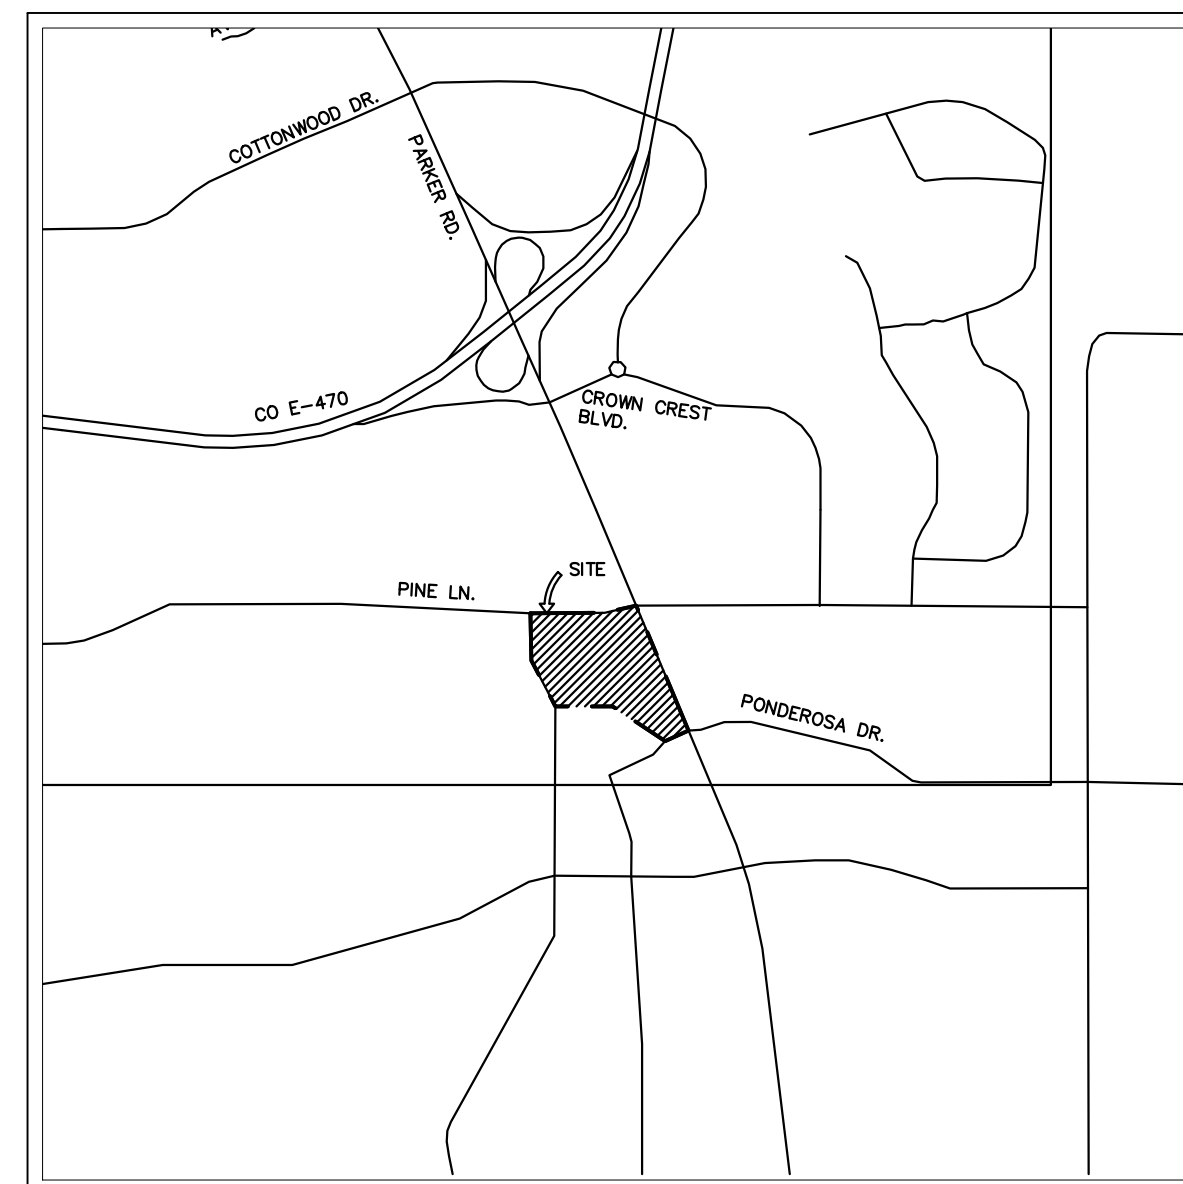 COTTONWOOD DR.
PARKER RD.
CO E-470
CROWN CREST
BLVD.
SITE
PINE LN.
PONDEROSA DR.